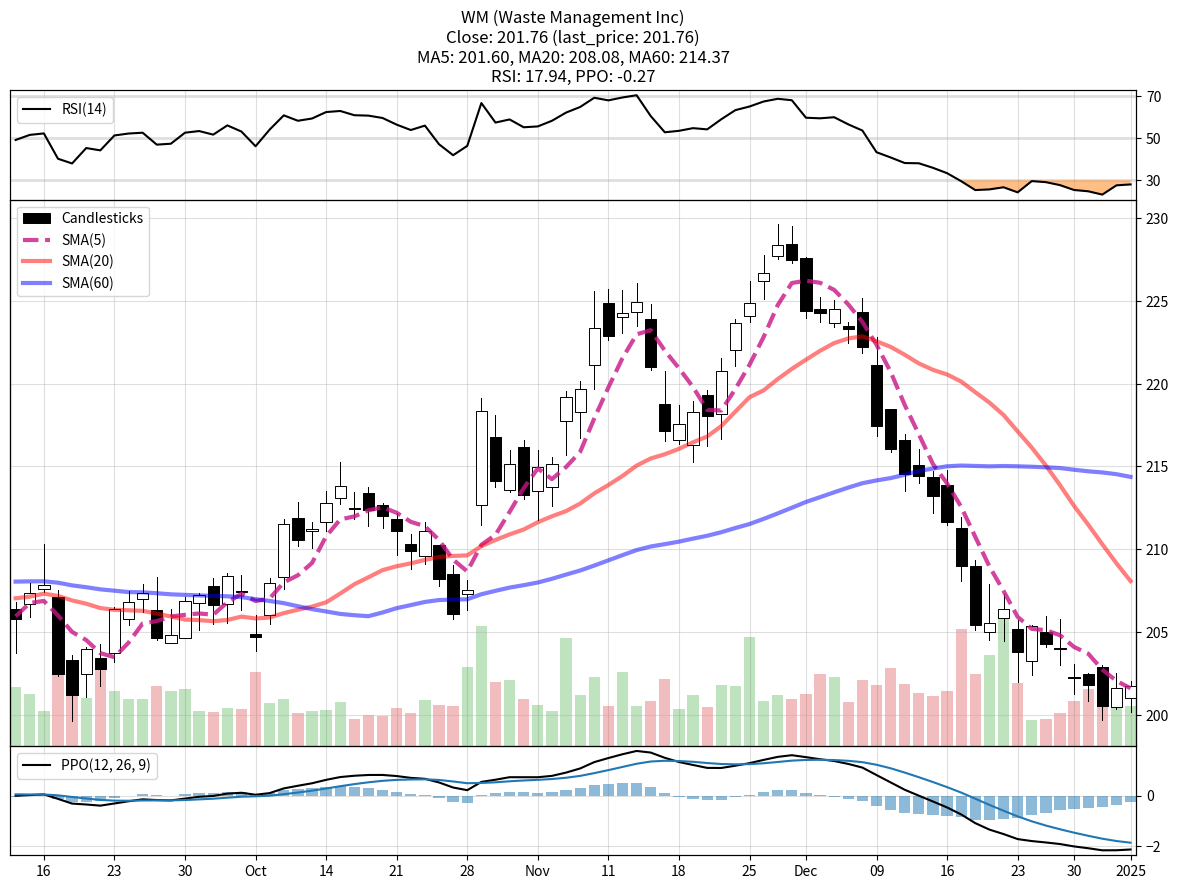 WM (Waste Management Inc)
Close: 201.76 (last_price: 201.76)
MA5: 201.60, MA20: 208.08, MA60: 214.37
RSI: 17.94, PPO: -0.27
RSI(14)
70
50
30
Candlesticks
SMA(5)
SMA(20)
SMA(60)
230
225
220
215
210
205
200
PPO(12, 26, 9)
0
−2
16 23 30 Oct 14 21 28 Nov 11 18 25 Dec 09 16 23 30 2025